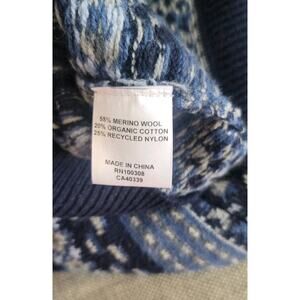 55% MERINO WOOL
20% ORGANIC COTTON
25% RECYCLED NYLON
MADE IN CHINA
RN100308
CA40339